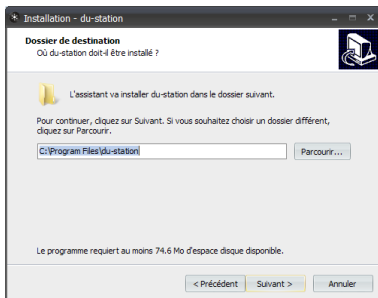 Installation - du-station
Dossier de destination
Où du-station doit-il être installé ?
L'assistant va installer du-station dans le dossier suivant.
Pour continuer, cliquez sur Suivant. Si vous souhaitez choisir un dossier différent,
cliquez sur Parcourir.
C:\Program Files\du-station
Parcourir...
Le programme requiert au moins 74.6 Mo d'espace disque disponible.
< Précédent
Suivant >
Annuler